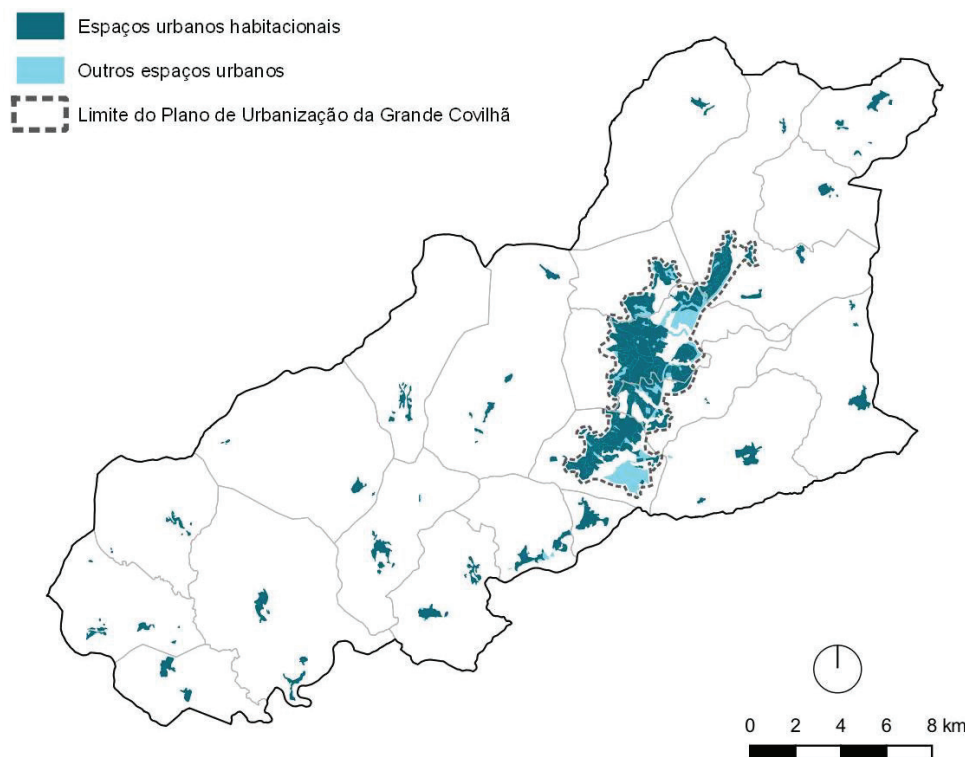 Espaços urbanos habitacionais
Outros espaços urbanos
Limite do Plano de Urbanização da Grande Covilhã
0 2 4 6 8 km